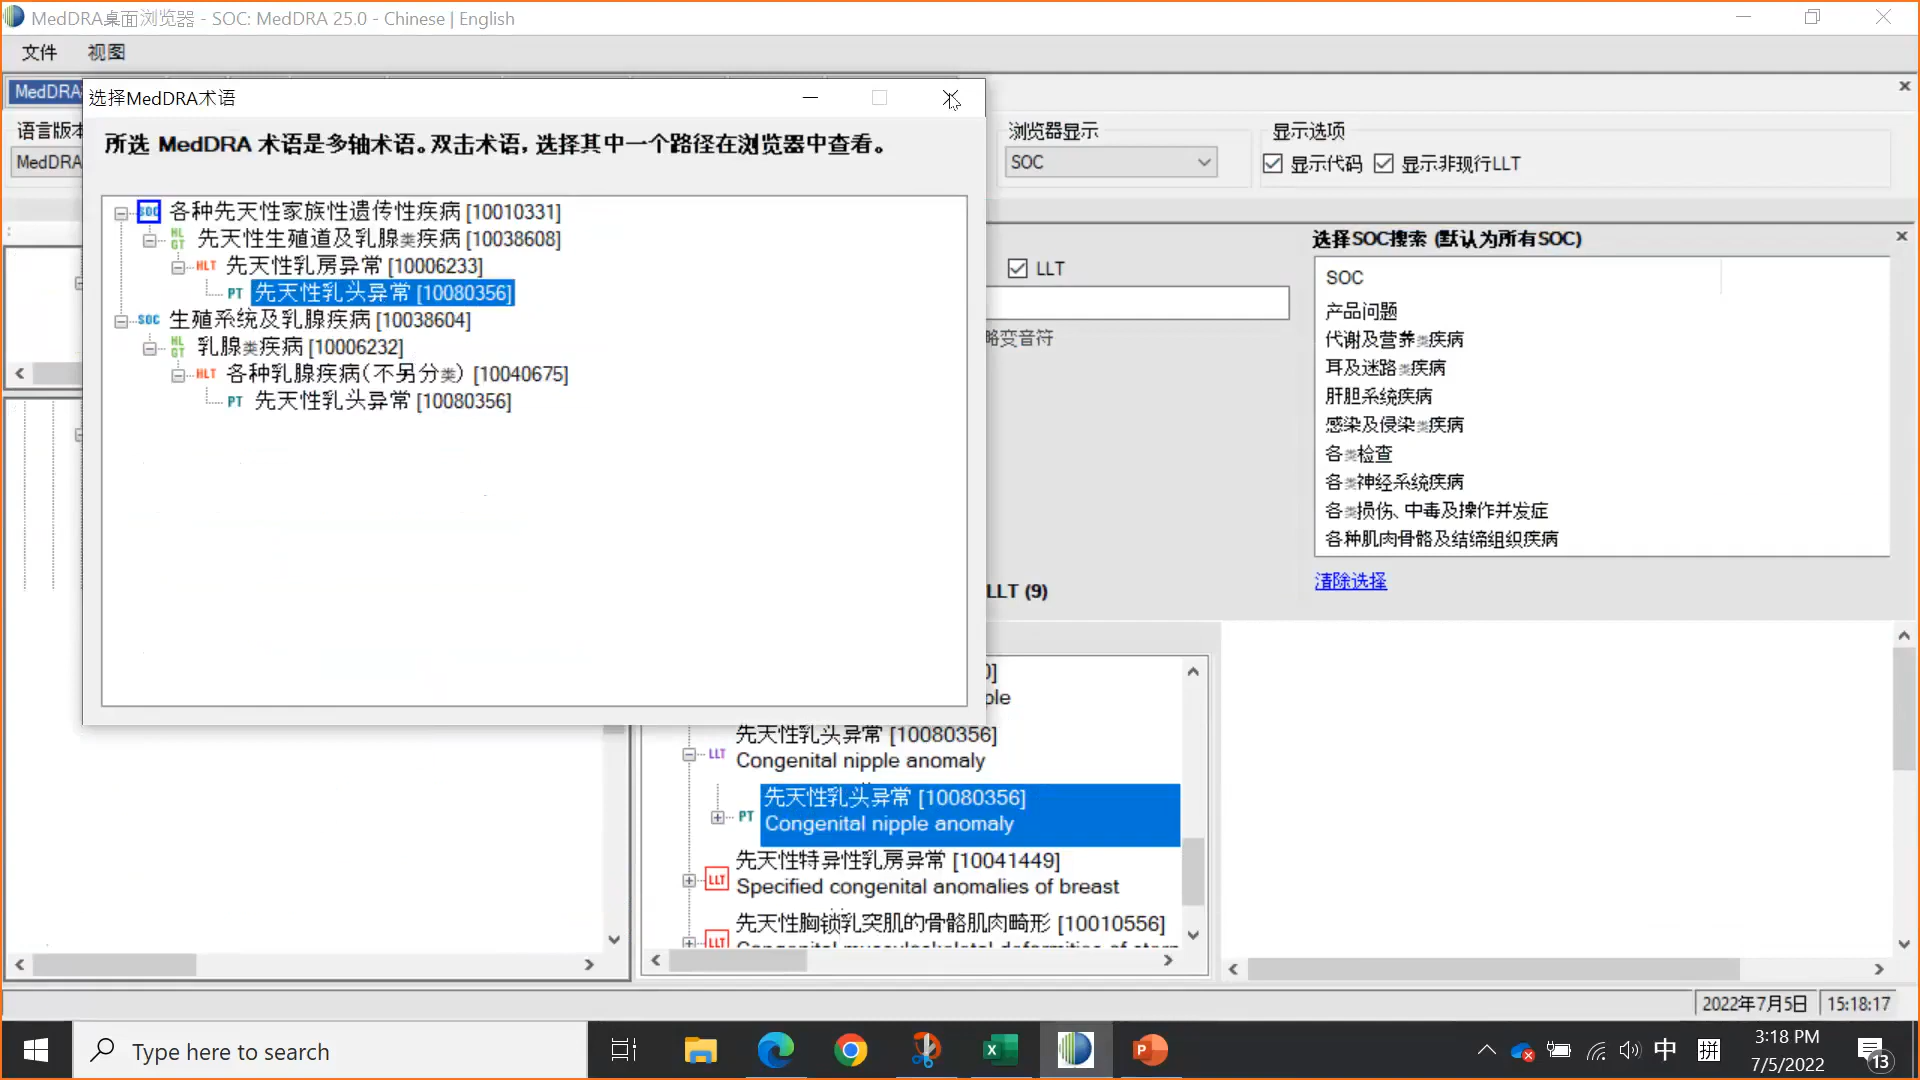 MedDRA桌面浏览器 - SOC: MedDRA 25.0 - Chinese | English
文件 视图
MedDRA
选择MedDRA术语
所选 MedDRA 术语是多轴术语。双击术语，选择其中一个路径在浏览器中查看。
SOC 各种先天性家族性遗传性疾病 [10010331]
HLGT 先天性生殖道及乳腺类疾病 [10038608]
HLT 先天性乳房异常 [10006233]
PT 先天性乳头异常 [10080356]
SOC 生殖系统及乳腺疾病 [10038604]
HLGT 乳腺类疾病 [10006232]
HLT 各种乳腺疾病(不另分类) [10040675]
PT 先天性乳头异常 [10080356]
语言版本
MedDRA
浏览器显示
SOC
显示选项
显示代码 显示非现行LLT
LLT
略变音符
选择SOC搜索 (默认为所有SOC)
SOC
产品问题
代谢及营养类疾病
耳及迷路类疾病
肝胆系统疾病
感染及侵染类疾病
各类检查
各类神经系统疾病
各类损伤、中毒及操作并发症
各种肌肉骨骼及结缔组织疾病
清除选择
LLT (9)
LLT 先天性乳头异常 [10080356]
Congenital nipple anomaly
PT 先天性乳头异常 [10080356]
Congenital nipple anomaly
LLT 先天性特异性乳房异常 [10041449]
Specified congenital anomalies of breast
LLT 先天性胸锁乳突肌的骨骼肌肉畸形 [10010556]
2022年7月5日 15:18:17
Type here to search
中 拼
3:18 PM
7/5/2022
13